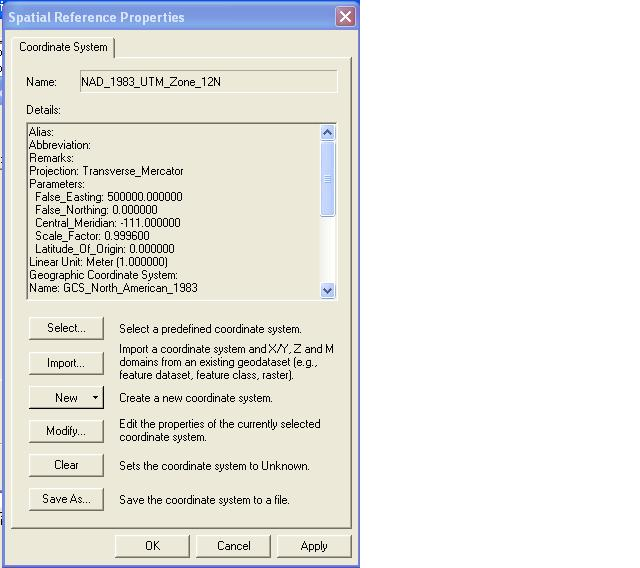 Spatial Reference Properties
Coordinate System
Name: NAD_1983_UTM_Zone_12N
Details:
Alias:
Abbreviation:
Remarks:
Projection: Transverse_Mercator
Parameters:
False_Easting: 500000.000000
False_Northing: 0.000000
Central_Meridian: -111.000000
Scale_Factor: 0.999600
Latitude_Of_Origin: 0.000000
Linear Unit: Meter (1.000000)
Geographic Coordinate System:
Name: GCS_North_American_1983
Select... Select a predefined coordinate system.
Import a coordinate system and X/Y, Z and M
Import... domains from an existing geodataset (e.g.,
feature dataset, feature class, raster).
New Create a new coordinate system.
Modify... Edit the properties of the currently selected
coordinate system.
Clear Sets the coordinate system to Unknown.
Save As... Save the coordinate system to a file.
OK Cancel Apply